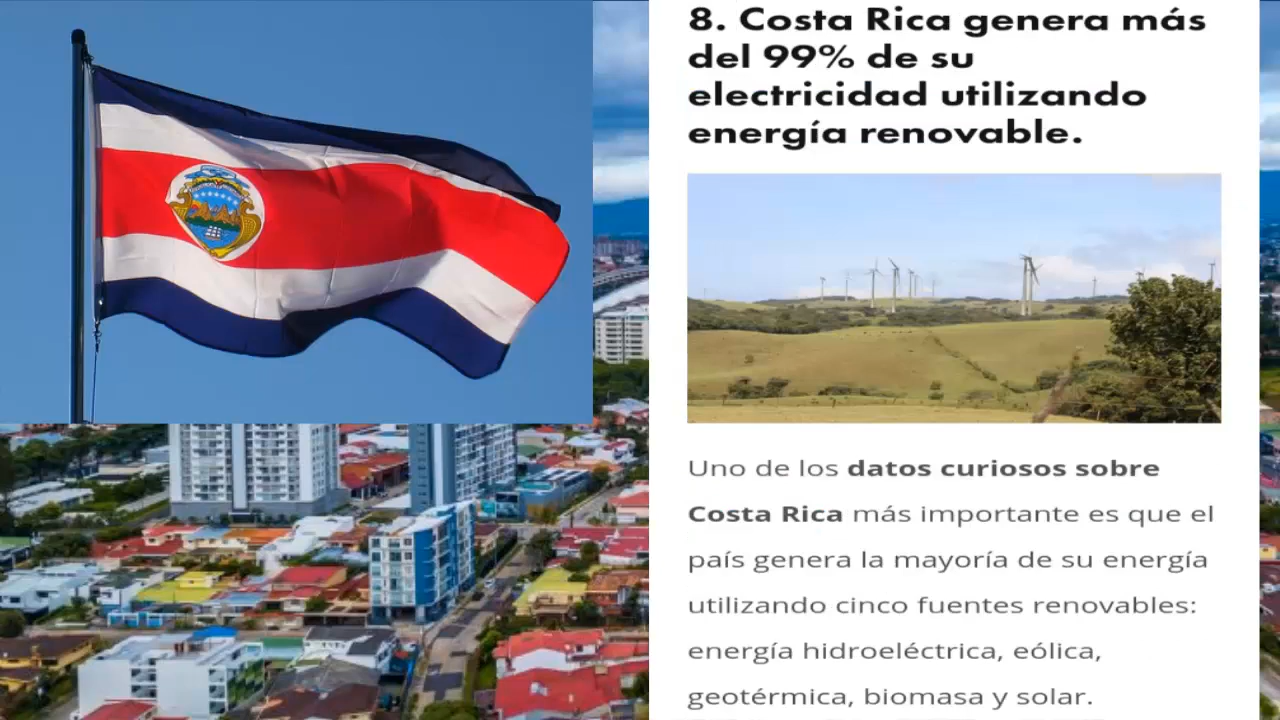 8. Costa Rica genera más
del 99% de su
electricidad utilizando
energía renovable.
Uno de los datos curiosos sobre
Costa Rica más importante es que el
país genera la mayoría de su energía
utilizando cinco fuentes renovables:
energía hidroeléctrica, eólica,
geotérmica, biomasa y solar.